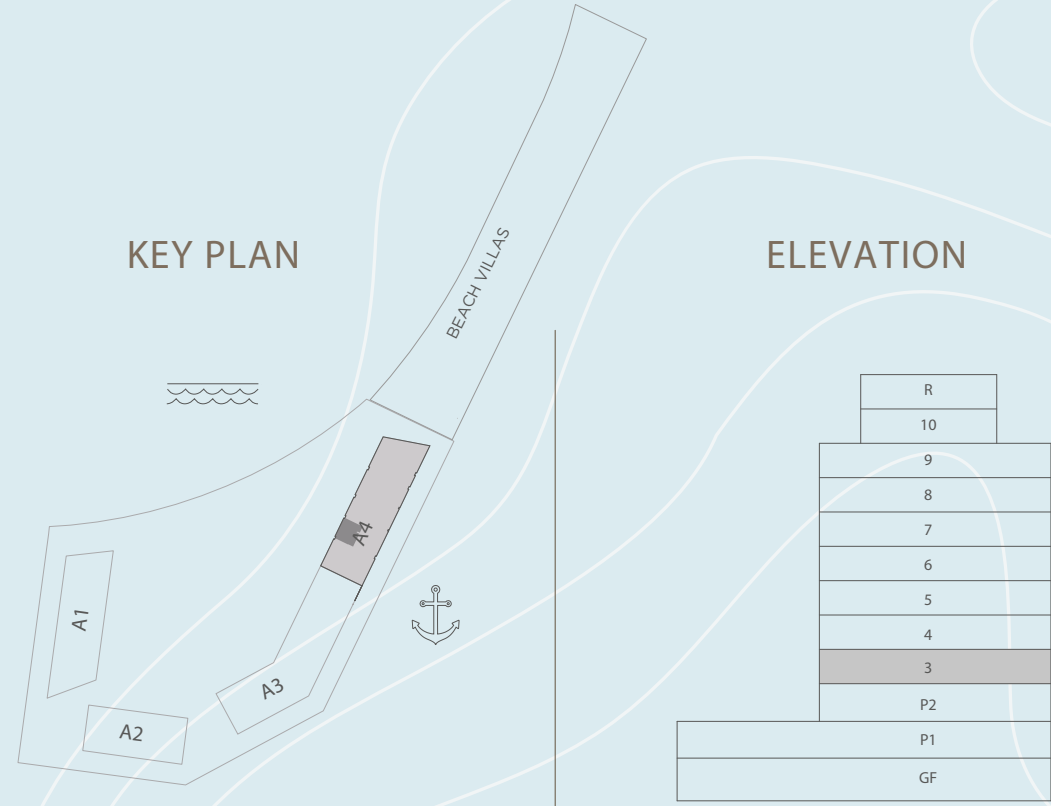 KEY PLAN
BEACH VILLAS
A4
A1
A3
A2
ELEVATION
R
10
9
8
7
6
5
4
3
P2
P1
GF